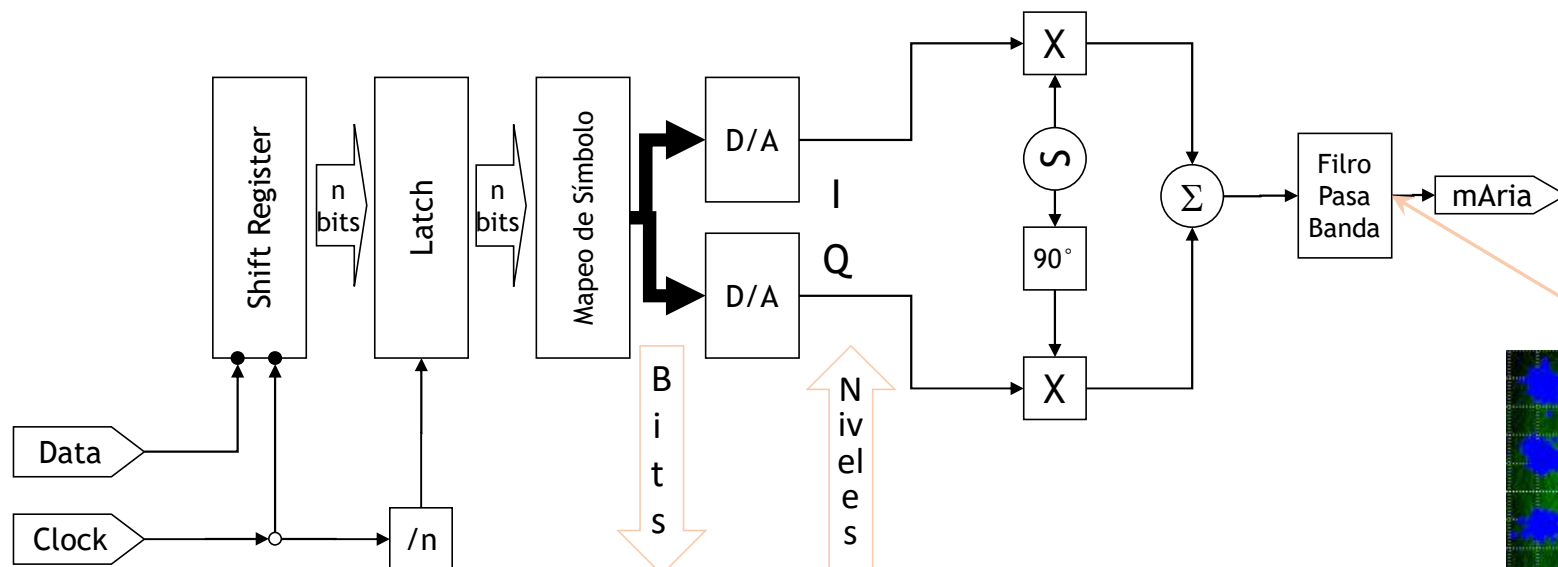 Shift Register
n
bits
Latch
n
bits
Mapeo de Símbolo
D/A
D/A
I
Q
X
90°
X
Σ
Filro
Pasa
Banda
mAria
Data
Clock
/n
B
i
t
s
N
iv
el
e
s